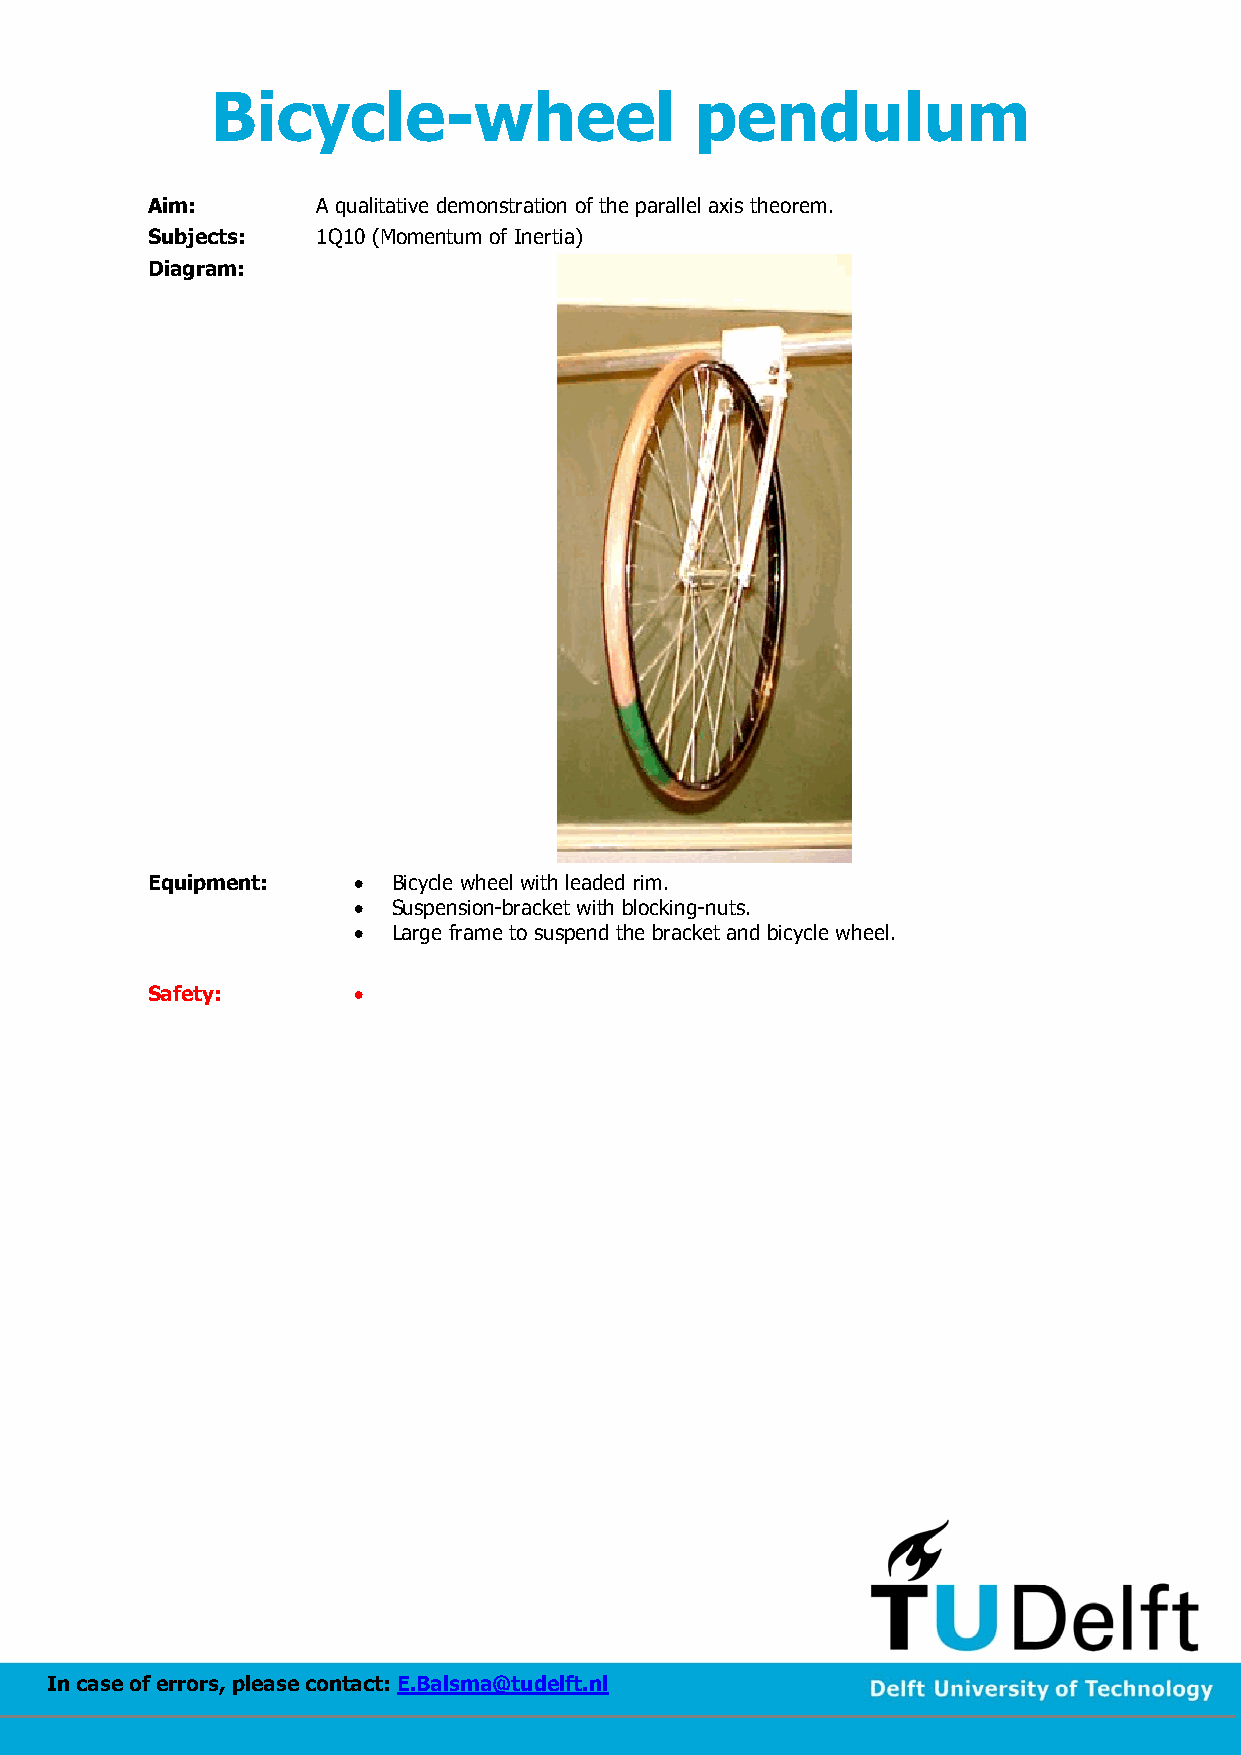 Bicycle-wheel pendulum
Aim: A qualitative demonstration of the parallel axis theorem.
Subjects: 1Q10 (Momentum of Inertia)
Diagram:
Equipment: • Bicycle wheel with leaded rim.
• Suspension-bracket with blocking-nuts.
• Large frame to suspend the bracket and bicycle wheel.
Safety: •
TU Delft
In case of errors, please contact: E.Balsma@tudelft.nl
Delft University of Technology